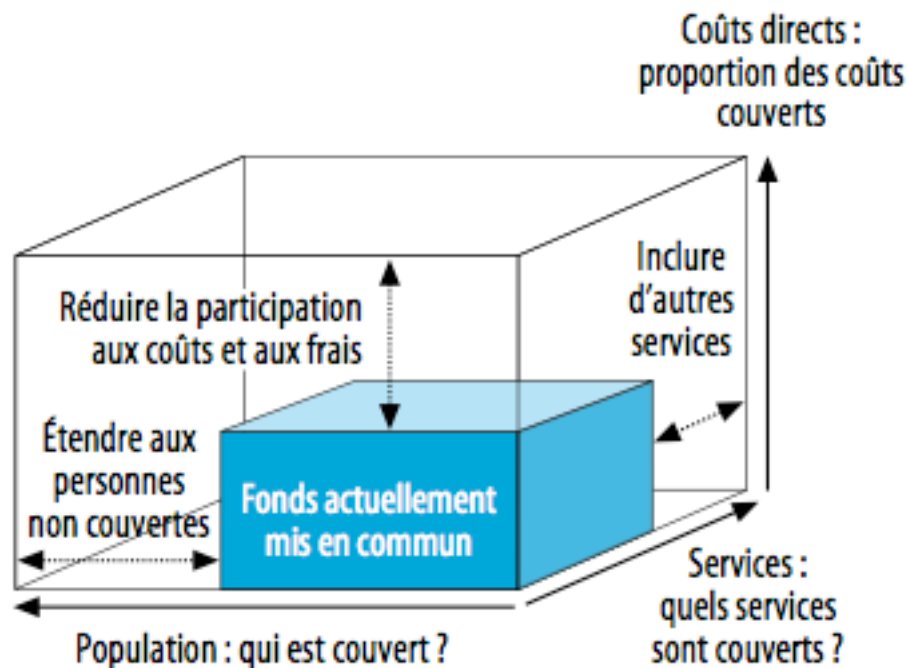 Coûts directs :
proportion des coûts
couverts
Inclure
d'autres
services
Réduire la participation
aux coûts et aux frais
Étendre aux
personnes
non couvertes
Fonds actuellement
mis en commun
Services :
quels services
sont couverts ?
Population : qui est couvert ?